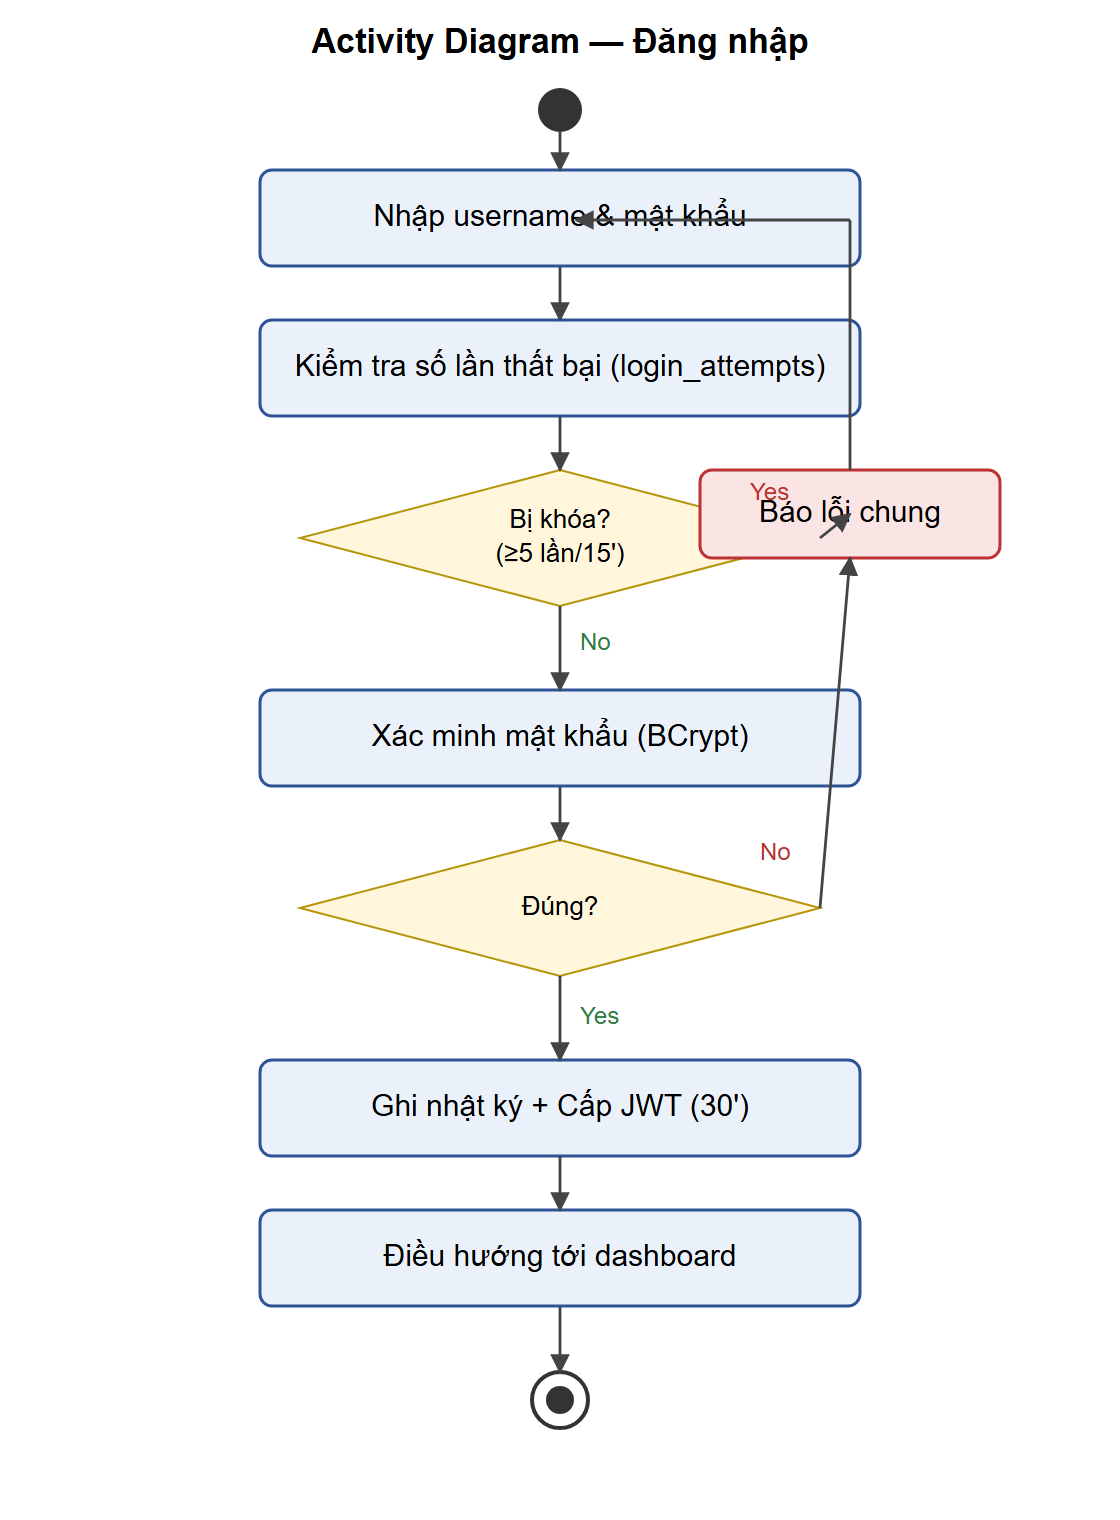 Activity Diagram — Đăng nhập
Nhập username & mật khẩu
Kiểm tra số lần thất bại (login_attempts)
Bị khóa?
(≥5 lần/15')
Yes
Báo lỗi chung
No
Xác minh mật khẩu (BCrypt)
No
Đúng?
Yes
Ghi nhật ký + Cấp JWT (30')
Điều hướng tới dashboard